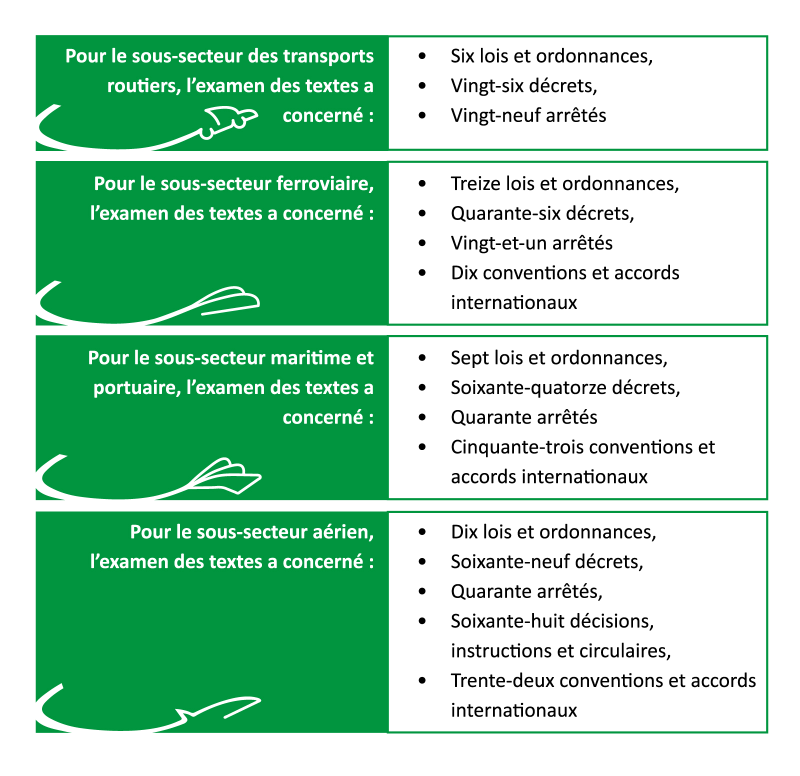 Pour le sous-secteur des transports
routiers, l’examen des textes a
concerné :
• Six lois et ordonnances,
• Vingt-six décrets,
• Vingt-neuf arrêtés
Pour le sous-secteur ferroviaire,
l’examen des textes a concerné :
• Treize lois et ordonnances,
• Quarante-six décrets,
• Vingt-et-un arrêtés
• Dix conventions et accords
internationaux
Pour le sous-secteur maritime et
portuaire, l’examen des textes a
concerné :
• Sept lois et ordonnances,
• Soixante-quatorze décrets,
• Quarante arrêtés
• Cinquante-trois conventions et
accords internationaux
Pour le sous-secteur aérien,
l’examen des textes a concerné :
• Dix lois et ordonnances,
• Soixante-neuf décrets,
• Quarante arrêtés,
• Soixante-huit décisions,
instructions et circulaires,
• Trente-deux conventions et accords
internationaux